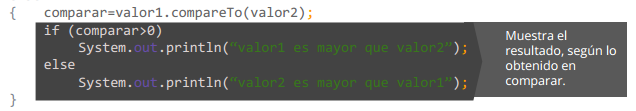 {    comparar=valor1.compareTo(valor2);
if (comparar>0)
System.out.println(“valor1 es mayor que valor2”);
else
System.out.println(“valor2 es mayor que valor1”);
}
Muestra el
resultado, según lo
obtenido en
comparar.